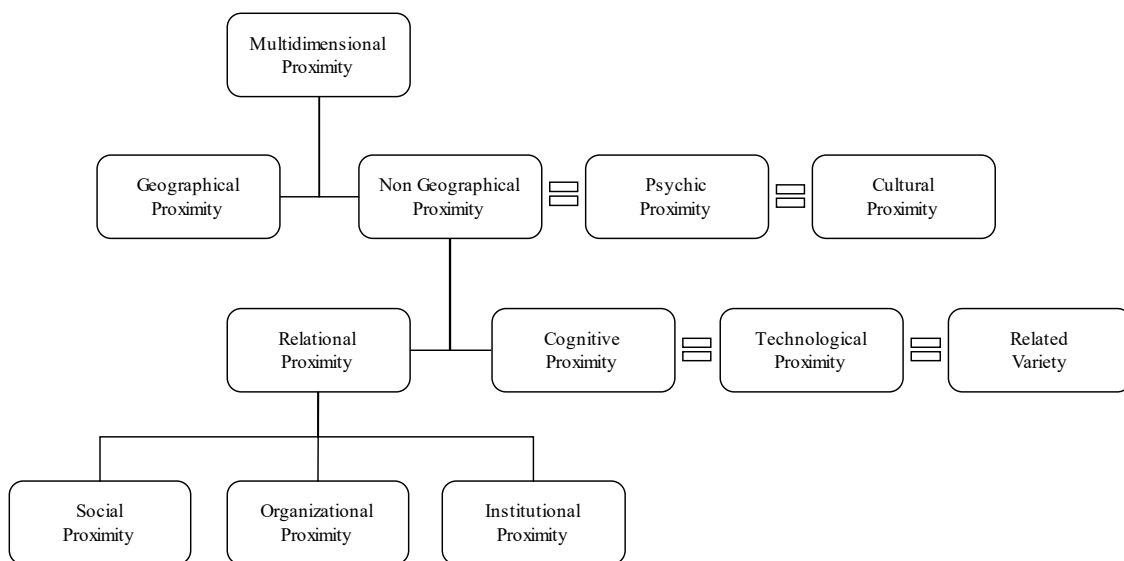 Multidimensional
Proximity
Geographical
Proximity
Non Geographical
Proximity
Psychic
Proximity
Cultural
Proximity
Relational
Proximity
Cognitive
Proximity
Technological
Proximity
Related
Variety
Social
Proximity
Organizational
Proximity
Institutional
Proximity